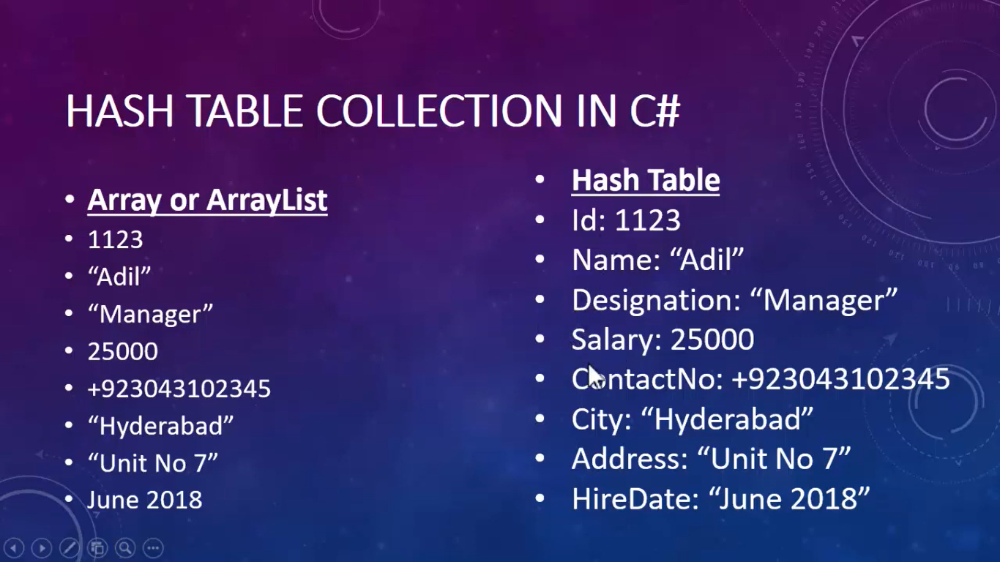 HASH TABLE COLLECTION IN C#
• Array or ArrayList
• 1123
• “Adil”
• “Manager”
• 25000
• +923043102345
• “Hyderabad”
• “Unit No 7”
• June 2018
• Hash Table
• Id: 1123
• Name: “Adil”
• Designation: “Manager”
• Salary: 25000
• ContactNo: +923043102345
• City: “Hyderabad”
• Address: “Unit No 7”
• HireDate: “June 2018”